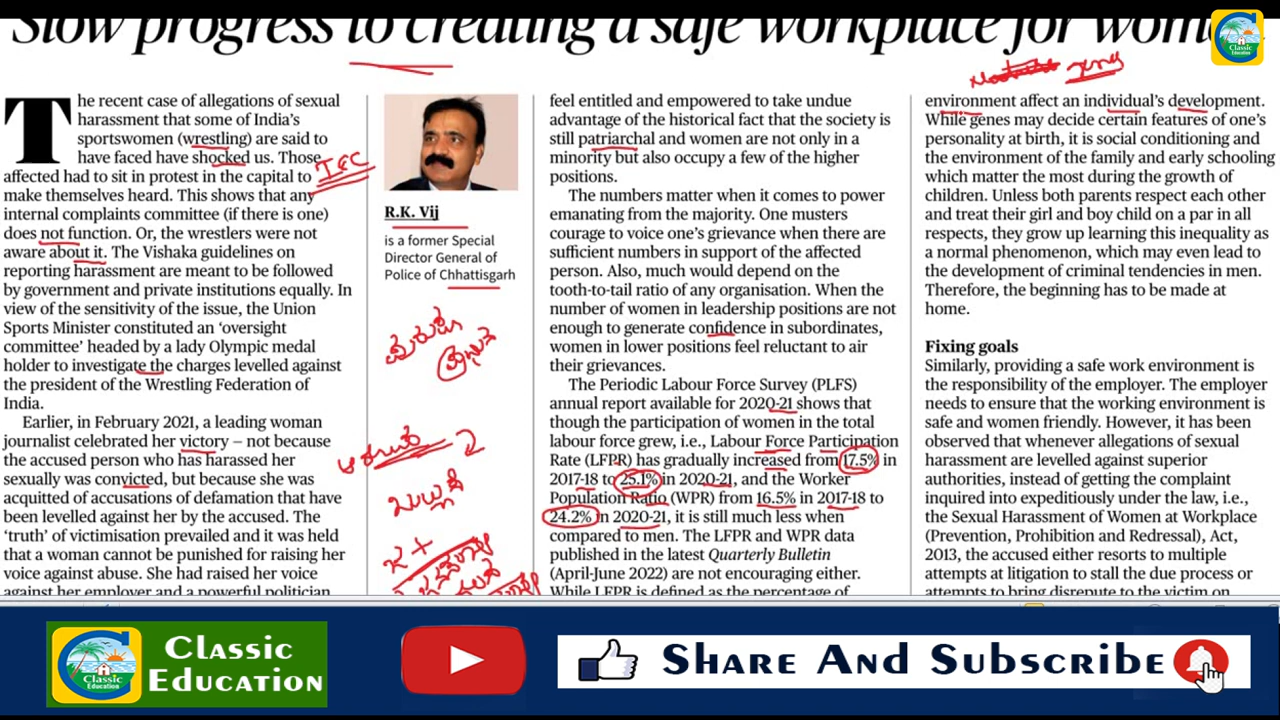 Slow progress to creating a safe workplace for
Classic
Education
The recent case of allegations of sexual
harassment that some of India's
sportswomen (wrestling) are said to
have faced have shocked us. Those
affected had to sit in protest in the capital to
make themselves heard. This shows that any
internal complaints committee (if there is one)
does not function. Or, the wrestlers were not
aware about it. The Vishaka guidelines on
reporting harassment are meant to be followed
by government and private institutions equally. In
view of the sensitivity of the issue, the Union
Sports Minister constituted an 'oversight
committee' headed by a lady Olympic medal
holder to investigate the charges levelled against
the president of the Wrestling Federation of
India.
Earlier, in February 2021, a leading woman
journalist celebrated her victory – not because
the accused person who has harassed her
sexually was convicted, but because she was
acquitted of accusations of defamation that have
been levelled against her by the accused. The
'truth' of victimisation prevailed and it was held
that a woman cannot be punished for raising her
voice against abuse. She had raised her voice
against her employer and a powerful politician
R.K. Vij
is a former Special
Director General of
Police of Chhattisgarh
feel entitled and empowered to take undue
advantage of the historical fact that the society is
still patriarchal and women are not only in a
minority but also occupy a few of the higher
positions.
The numbers matter when it comes to power
emanating from the majority. One musters
courage to voice one's grievance when there are
sufficient numbers in support of the affected
person. Also, much would depend on the
tooth-to-tail ratio of any organisation. When the
number of women in leadership positions are not
enough to generate confidence in subordinates,
women in lower positions feel reluctant to air
their grievances.
The Periodic Labour Force Survey (PLFS)
annual report available for 2020-21 shows that
though the participation of women in the total
labour force grew, i.e., Labour Force Participation
Rate (LFPR) has gradually increased from 17.5% in
2017-18 to 25.1% in 2020-21, and the Worker
Population Ratio (WPR) from 16.5% in 2017-18 to
24.2% in 2020-21, it is still much less when
compared to men. The LFPR and WPR data
published in the latest Quarterly Bulletin
(April-June 2022) are not encouraging either.
While LFPR is defined as the percentage of
genes
environment affect an individual's development.
While genes may decide certain features of one's
personality at birth, it is social conditioning and
the environment of the family and early schooling
which matter the most during the growth of
children. Unless both parents respect each other
and treat their girl and boy child on a par in all
respects, they grow up learning this inequality as
a normal phenomenon, which may even lead to
the development of criminal tendencies in men.
Therefore, the beginning has to be made at
home.
Fixing goals
Similarly, providing a safe work environment is
the responsibility of the employer. The employer
needs to ensure that the working environment is
safe and women friendly. However, it has been
observed that whenever allegations of sexual
harassment are levelled against superior
authorities, instead of getting the complaint
inquired into expeditiously under the law, i.e.,
the Sexual Harassment of Women at Workplace
(Prevention, Prohibition and Redressal), Act,
2013, the accused either resorts to multiple
attempts at litigation to stall the due process or
attempts to bring disrepute to the victim on
Classic
Education
Classic
Education
Share And Subscribe